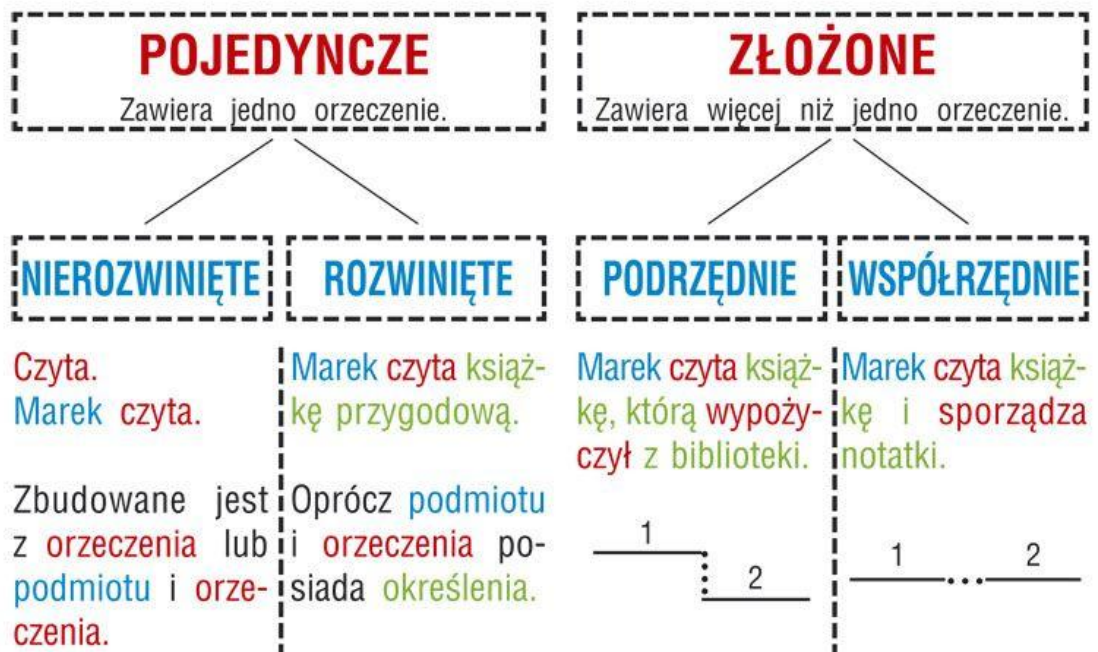 POJEDYNCZE
Zawiera jedno orzeczenie.
ZŁOŻONE
Zawiera więcej niż jedno orzeczenie.
NIEROZWINIĘTE
ROZWINIĘTE
PODRZĘDNIE
WSPÓŁRZĘDNIE
Czyta.
Marek czyta.
Zbudowane jest
z orzeczenia lub
podmiotu i orze-
czenia.
Marek czyta książ-
kę przygodową.
Oprócz podmiotu
i orzeczenia po-
siada określenia.
Marek czyta książ-
kę, którą wypoży-
czył z biblioteki.
1
2
Marek czyta książ-
kę i sporządza
notatki.
1 2